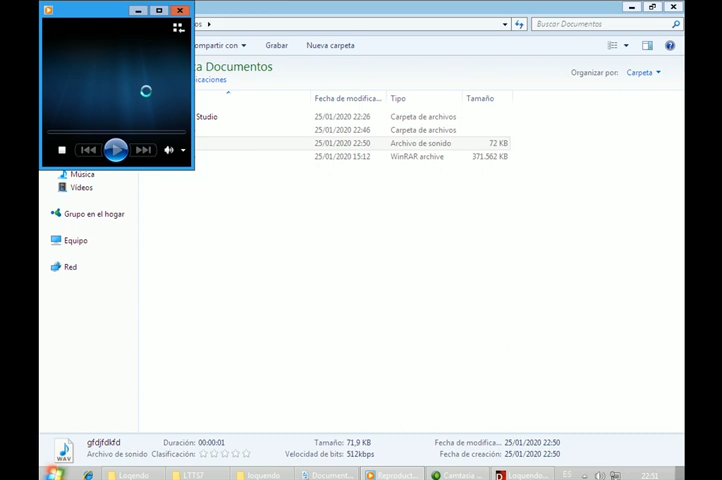 os ▸
Buscar Documentos
ompartir con
Grabar
Nueva carpeta
a Documentos
icaciones
Organizar por:
Carpeta
Fecha de modifica...
Tipo
Tamaño
Studio
25/01/2020 22:26
Carpeta de archivos
25/01/2020 22:46
Carpeta de archivos
25/01/2020 22:50
Archivo de sonido
72 KB
25/01/2020 15:12
WinRAR archive
371.562 KB
Música
Vídeos
Grupo en el hogar
Equipo
Red
WAV
gfdjfdkfd
Duración: 00:00:01
Tamaño: 71,9 KB
Fecha de modifica... 25/01/2020 22:50
Archivo de sonido
Clasificación:
Velocidad de bits: 512kbps
Fecha de creación: 25/01/2020 22:50
Loqendo
LTTS7
loquendo
Document...
Reproduct...
Camtasia ...
Loquendo...
ES
22:51